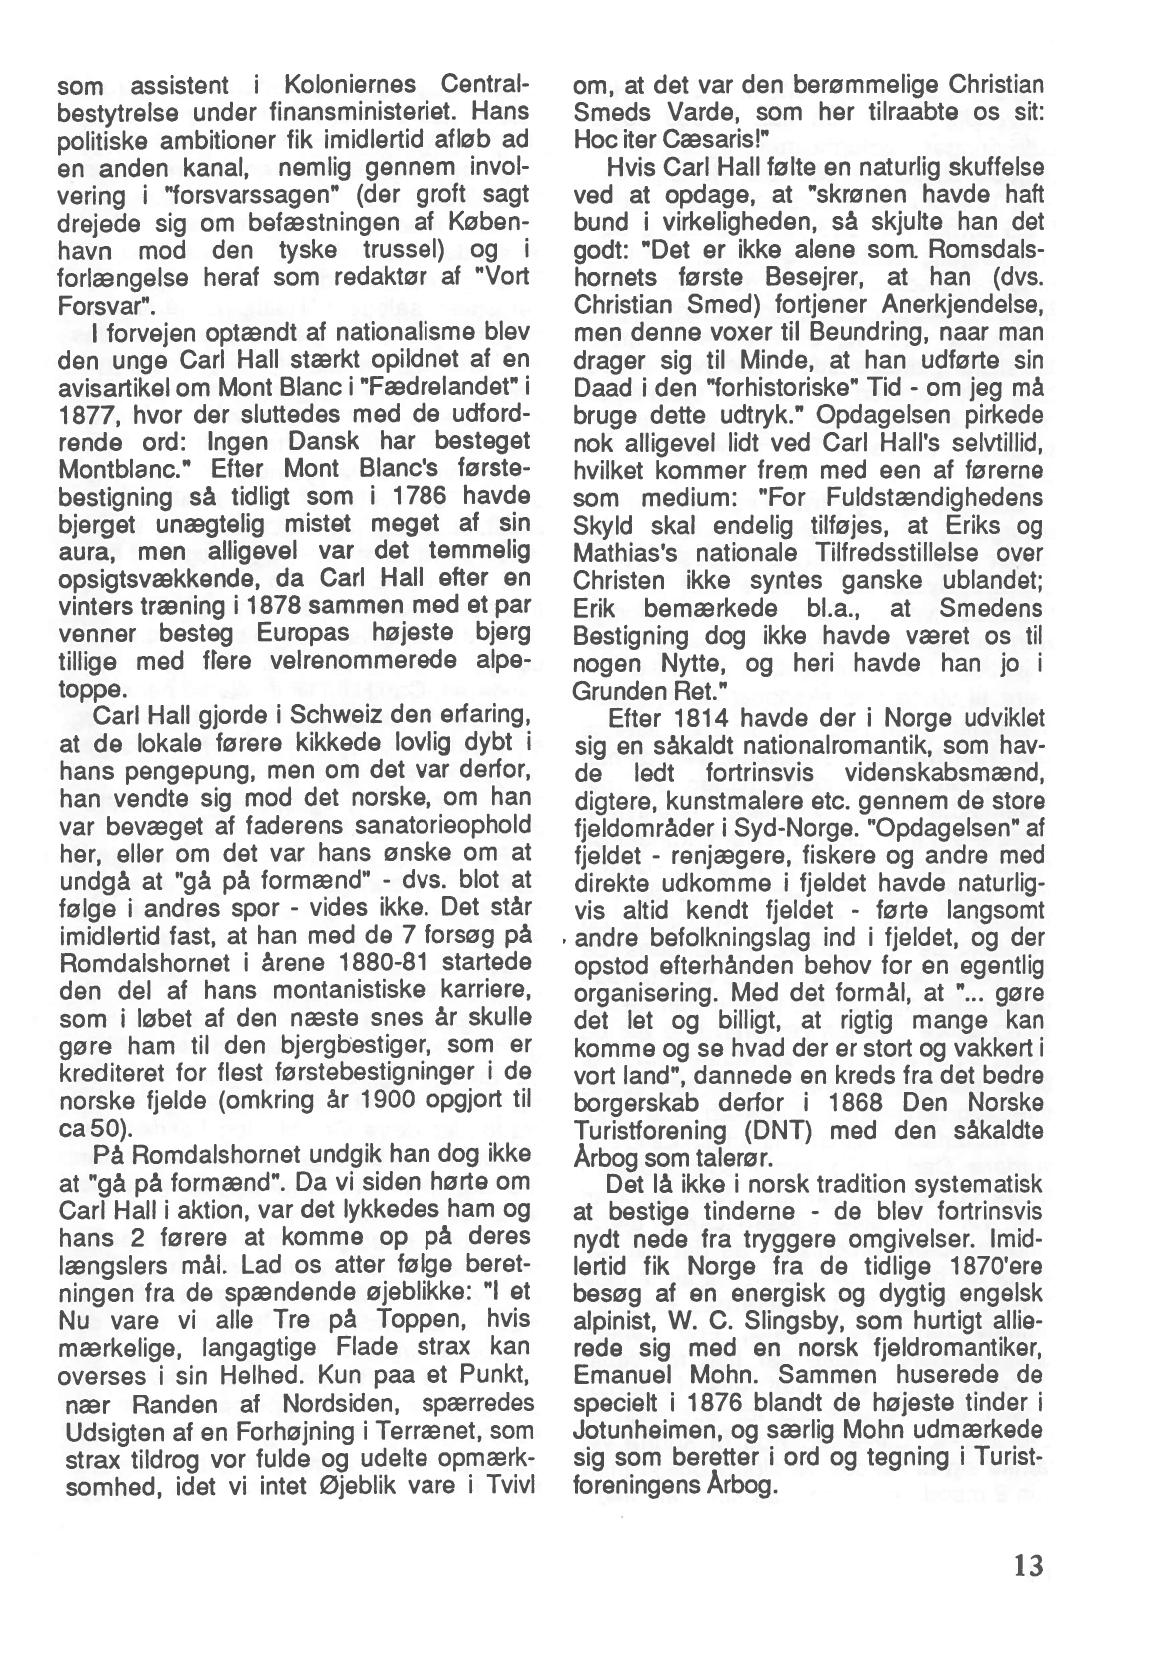 som assistent i Koloniernes Central-
bestytrelse under finansministeriet. Hans
politiske ambitioner fik imidlertid afløb ad
en anden kanal, nemlig gennem invol-
vering i "forsvarssagen" (der groft sagt
drejede sig om befæstningen af Køben-
havn mod den tyske trussel) og i
forlængelse heraf som redaktør af "Vort
Forsvar".
I forvejen optændt af nationalisme blev
den unge Carl Hall stærkt opildnet af en
avisartikel om Mont Blanc i "Fædrelandet" i
1877, hvor der sluttedes med de udford-
rende ord: Ingen Dansk har besteget
Montblanc." Efter Mont Blanc's første-
bestigning så tidligt som i 1786 havde
bjerget unægtelig mistet meget af sin
aura, men alligevel var det temmelig
opsigtsvækkende, da Carl Hall efter en
vinters træning i 1878 sammen med et par
venner besteg Europas højeste bjerg
tillige med flere velrenommerede alpe-
toppe.
Carl Hall gjorde i Schweiz den erfaring,
at de lokale førere kikkede lovlig dybt i
hans pengepung, men om det var derfor,
han vendte sig mod det norske, om han
var bevæget af faderens sanatorieophold
her, eller om det var hans ønske om at
undgå at "gå på formænd" - dvs. blot at
følge i andres spor - vides ikke. Det står
imidlertid fast, at han med de 7 forsøg på
Romdalshornet i årene 1880-81 startede
den del af hans montanistiske karriere,
som i løbet af den næste snes år skulle
gøre ham til den bjergbestiger, som er
krediteret for flest førstebestigninger i de
norske fjelde (omkring år 1900 opgjort til
ca 50).
På Romdalshornet undgik han dog ikke
at "gå på formænd". Da vi siden hørte om
Carl Hall i aktion, var det lykkedes ham og
hans 2 førere at komme op på deres
længslers mål. Lad os atter følge beret-
ningen fra de spændende øjeblikke: "I et
Nu vare vi alle Tre på Toppen, hvis
mærkelige, langagtige Flade strax kan
overses i sin Helhed. Kun paa et Punkt,
nær Randen af Nordsiden, spærredes
Udsigten af en Forhøjning i Terrænet, som
strax tildrog vor fulde og udelte opmærk-
somhed, idet vi intet Øjeblik vare i Tvivl
om, at det var den berømmelige Christian
Smeds Varde, som her tilraabte os sit:
Hoc iter Cæsaris!"
Hvis Carl Hall følte en naturlig skuffelse
ved at opdage, at "skrønen havde haft
bund i virkeligheden, så skjulte han det
godt: "Det er ikke alene som Romsdals-
hornets første Besejrer, at han (dvs.
Christian Smed) fortjener Anerkjendelse,
men denne voxer til Beundring, naar man
drager sig til Minde, at han udførte sin
Daad i den "forhistoriske" Tid - om jeg må
bruge dette udtryk." Opdagelsen pirkede
nok alligevel lidt ved Carl Hall's selvtillid,
hvilket kommer frem med een af førerne
som medium: "For Fuldstændighedens
Skyld skal endelig tilføjes, at Eriks og
Mathias's nationale Tilfredsstillelse over
Christen ikke syntes ganske ublandet;
Erik bemærkede bl.a., at Smedens
Bestigning dog ikke havde været os til
nogen Nytte, og heri havde han jo i
Grunden Ret."
Efter 1814 havde der i Norge udviklet
sig en såkaldt nationalromantik, som hav-
de ledt fortrinsvis videnskabsmænd,
digtere, kunstmalere etc. gennem de store
fjeldområder i Syd-Norge. "Opdagelsen" af
fjeldet - renjægere, fiskere og andre med
direkte udkomme i fjeldet havde naturlig-
vis altid kendt fjeldet - førte langsomt
andre befolkningslag ind i fjeldet, og der
opstod efterhånden behov for en egentlig
organisering. Med det formål, at "... gøre
det let og billigt, at rigtig mange kan
komme og se hvad der er stort og vakkert i
vort land", dannede en kreds fra det bedre
borgerskab derfor i 1868 Den Norske
Turistforening (DNT) med den såkaldte
Årbog som talerør.
Det lå ikke i norsk tradition systematisk
at bestige tinderne - de blev fortrinsvis
nydt nede fra tryggere omgivelser. Imid-
lertid fik Norge fra de tidlige 1870'ere
besøg af en energisk og dygtig engelsk
alpinist, W. C. Slingsby, som hurtigt allie-
rede sig med en norsk fjeldromantiker,
Emanuel Mohn. Sammen huserede de
specielt i 1876 blandt de højeste tinder i
Jotunheimen, og særlig Mohn udmærkede
sig som beretter i ord og tegning i Turist-
foreningens Årbog.
13